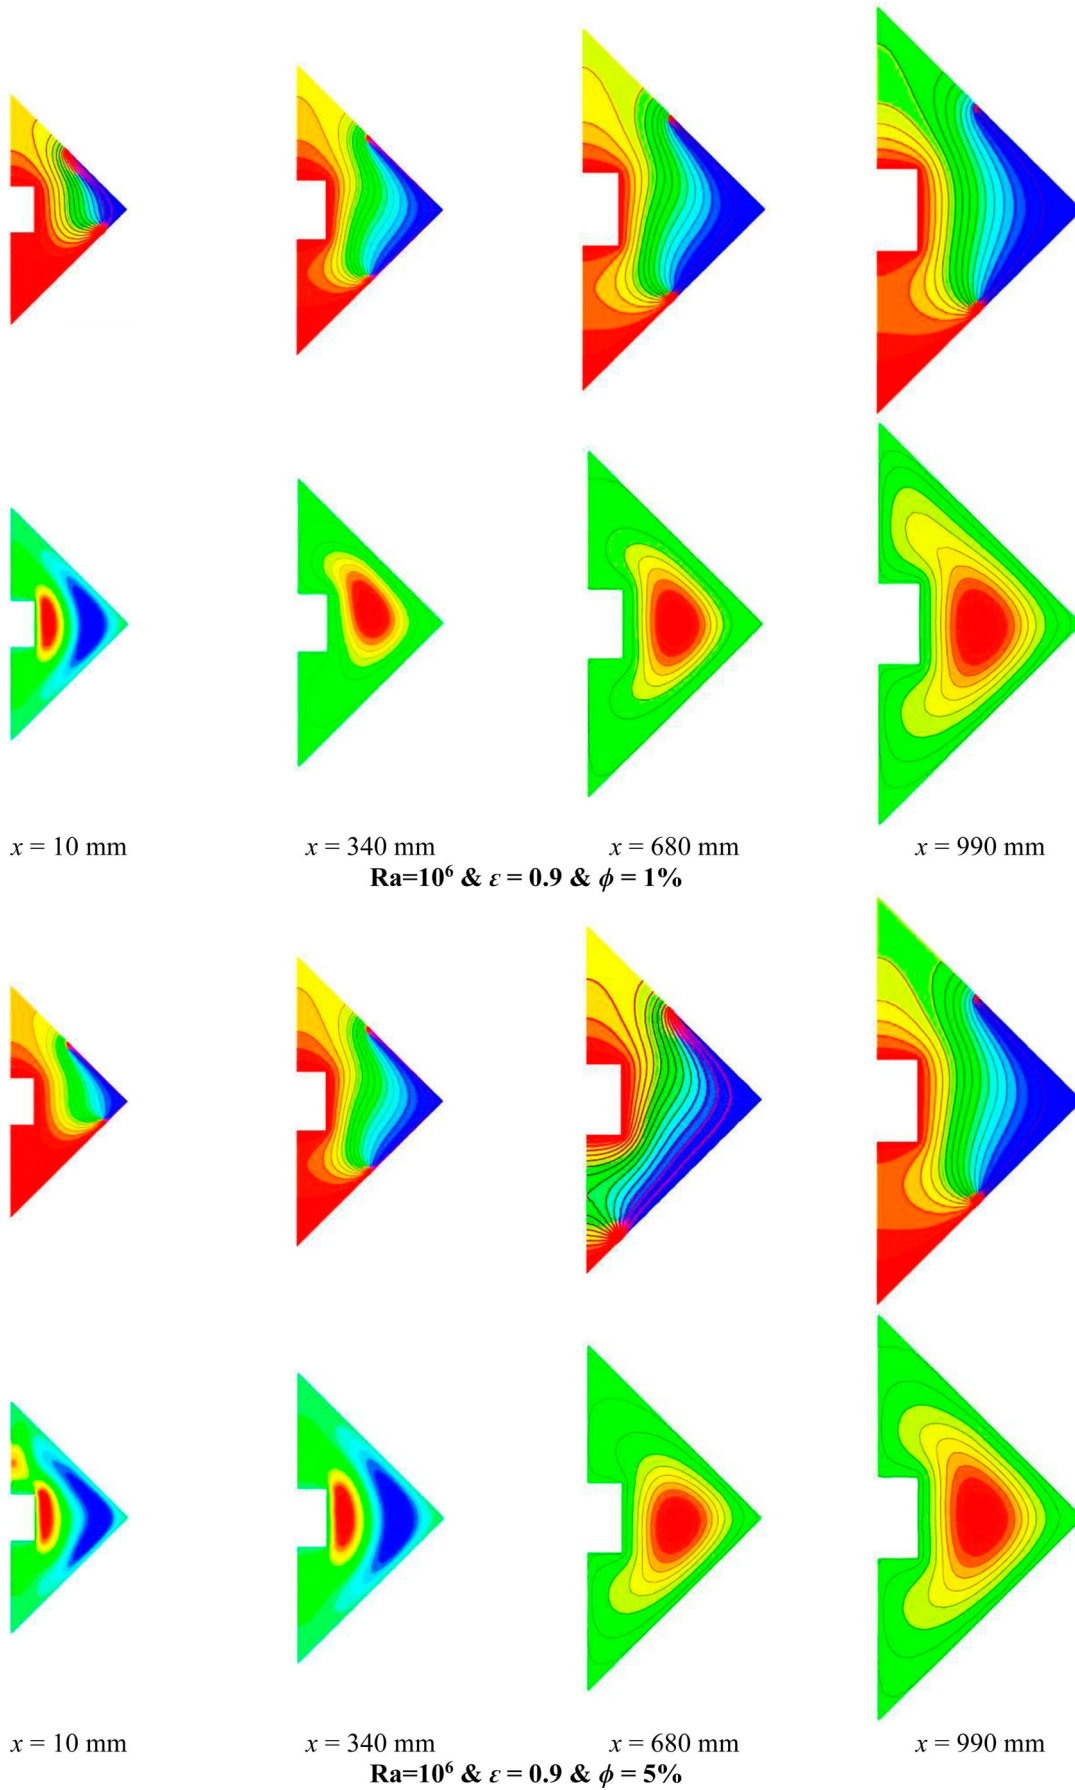 x = 10 mm x = 340 mm x = 680 mm x = 990 mm
Ra=10⁶ & ε = 0.9 & ϕ = 1%
x = 10 mm x = 340 mm x = 680 mm x = 990 mm
Ra=10⁶ & ε = 0.9 & ϕ = 5%